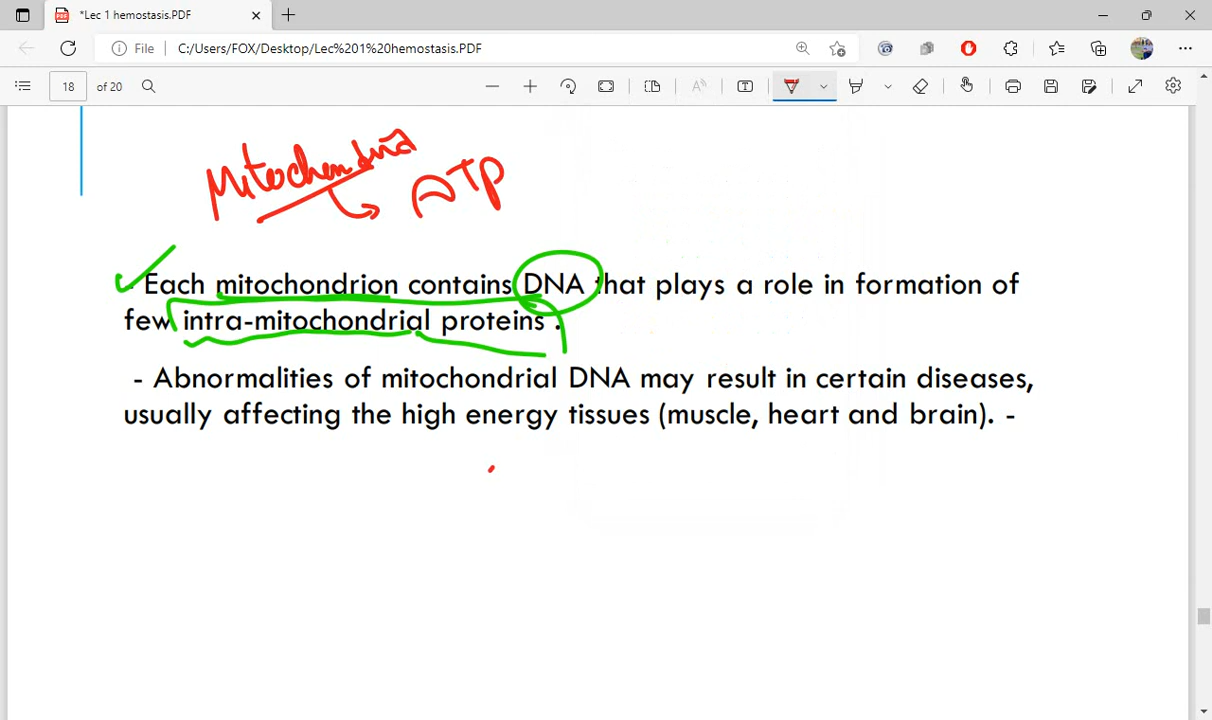 *Lec 1 hemostasis.PDF
File | C:/Users/FOX/Desktop/Lec%201%20hemostasis.PDF
18 of 20
Mitochondria
ATP
- Each mitochondrion contains DNA that plays a role in formation of
few intra-mitochondrial proteins .
- Abnormalities of mitochondrial DNA may result in certain diseases,
usually affecting the high energy tissues (muscle, heart and brain). -